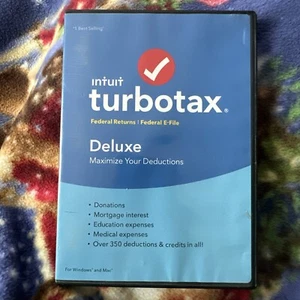 #1 Best Selling
intuit
turbotax®
Federal Returns | Federal E-File
Deluxe
Maximize Your Deductions
• Donations
• Mortgage interest
• Education expenses
• Medical expenses
• Over 350 deductions & credits in all!
For Windows® and Mac®